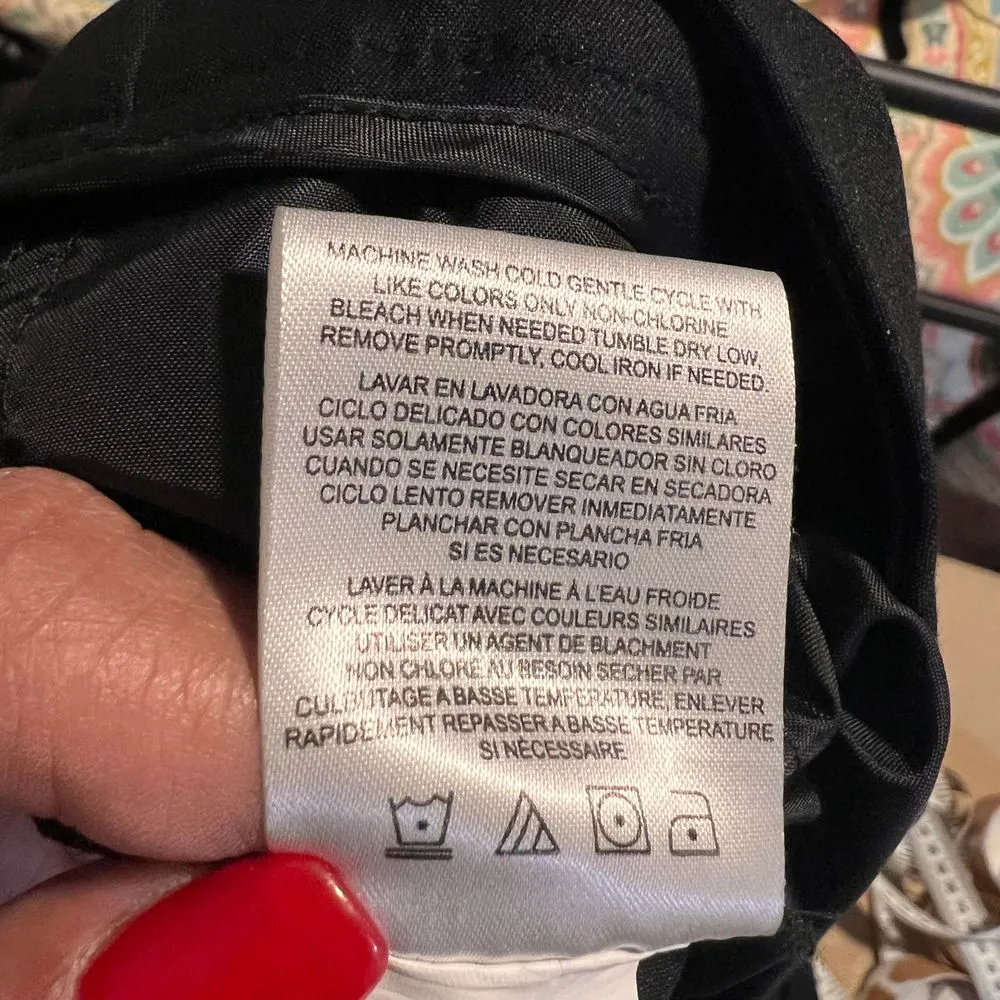 MACHINE WASH COLD GENTLE CYCLE WITH
LIKE COLORS ONLY NON-CHLORINE
BLEACH WHEN NEEDED TUMBLE DRY LOW,
REMOVE PROMPTLY, COOL IRON IF NEEDED
LAVAR EN LAVADORA CON AGUA FRIA
CICLO DELICADO CON COLORES SIMILARES
USAR SOLAMENTE BLANQUEADOR SIN CLORO
CUANDO SE NECESITE SECAR EN SECADORA
CICLO LENTO REMOVER INMEDIATAMENTE
PLANCHAR CON PLANCHA FRIA
SI ES NECESARIO
LAVER À LA MACHINE À L'EAU FROIDE
CYCLE DELICAT AVEC COULEURS SIMILAIRES
UTILISER UN AGENT DE BLACHMENT
NON CHLORE AU BESOIN SECHER PAR
CULBUTAGE A BASSE TEMPERATURE, ENLEVER
RAPIDEMENT REPASSER A BASSE TEMPERATURE
SI NÉCESSAIRE